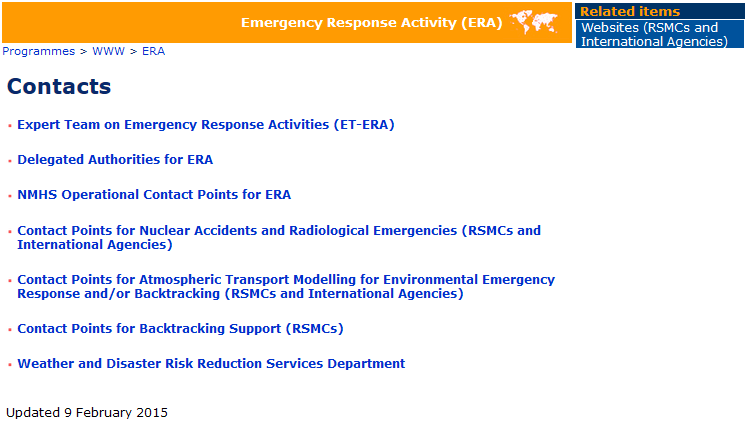 Emergency Response Activity (ERA)
Related items
Websites (RSMCs and
International Agencies)
Programmes > WWW > ERA
Contacts
Expert Team on Emergency Response Activities (ET-ERA)
Delegated Authorities for ERA
NMHS Operational Contact Points for ERA
Contact Points for Nuclear Accidents and Radiological Emergencies (RSMCs and
International Agencies)
Contact Points for Atmospheric Transport Modelling for Environmental Emergency
Response and/or Backtracking (RSMCs and International Agencies)
Contact Points for Backtracking Support (RSMCs)
Weather and Disaster Risk Reduction Services Department
Updated 9 February 2015